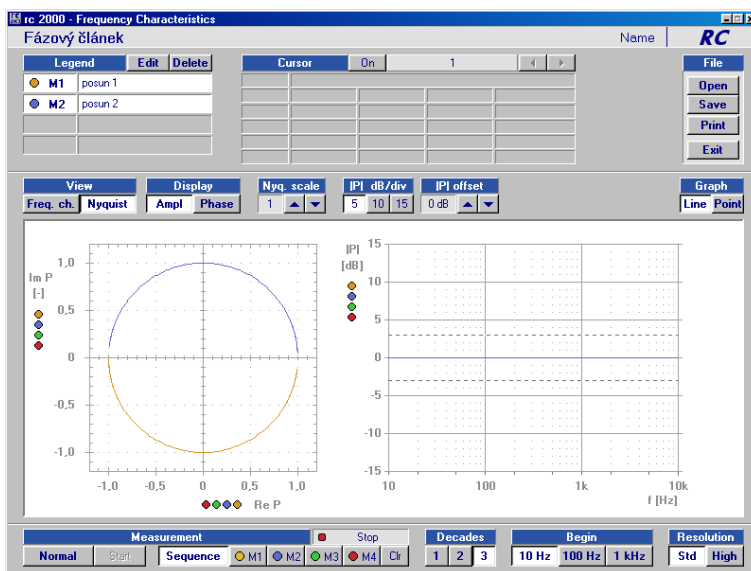 rc 2000 - Frequency Characteristics
Fázový článek Name RC
Legend Edit Delete Cursor On 1 File
M1 posun 1
M2 posun 2
Open
Save
Print
Exit
View Display Nyq. scale |P| dB/div |P| offset Graph
Freq. ch. Nyquist Ampl Phase 1 5 10 15 0 dB Line Point
Im P
[-]
1,0
0,5
0
-0,5
-1,0
-1,0 0,5 0 0,5 1,0
Re P
|P|
[dB]
15
10
5
0
-5
-10
-15
10 100 1k 10k
f [Hz]
Measurement Stop Decades Begin Resolution
Normal Start Sequence M1 M2 M3 M4 Clr 1 2 3 10 Hz 100 Hz 1 kHz Std High